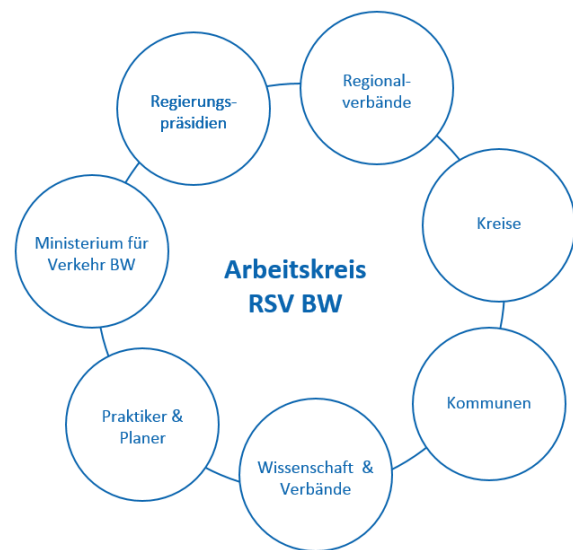 Regional-
verbände
Regierungs-
präsidien
Kreise
Ministerium für
Verkehr BW
Arbeitskreis
RSV BW
Kommunen
Praktiker &
Planer
Wissenschaft &
Verbände